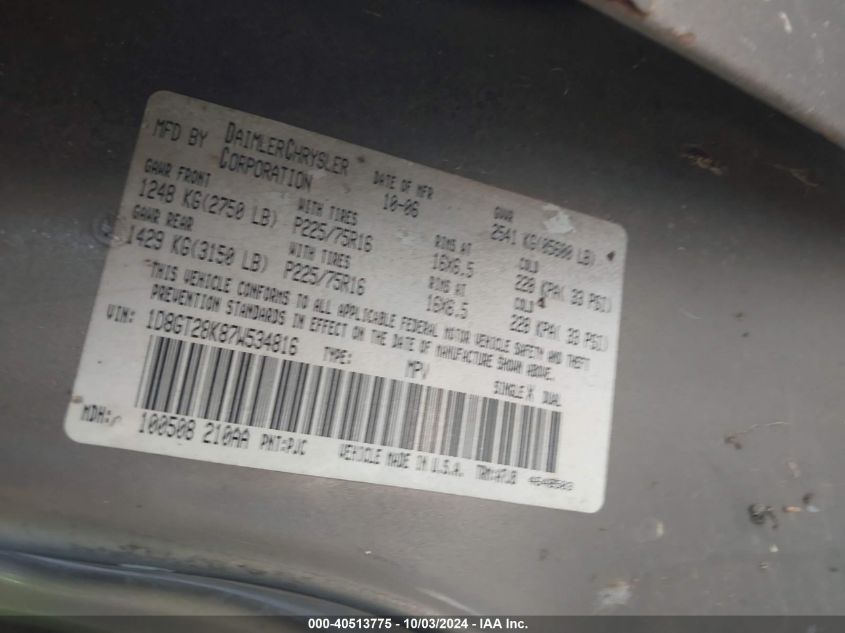 MFD BY DAIMLERCHRYSLER CORPORATION
DATE OF MFR 10-06
GVWR 2541 KG(05600 LB)
GAWR FRONT WITH TIRES RIMS AT COLD
1248 KG(2750 LB) P225/75R16 16X6.5 228 KPA( 33 PSI)
GAWR REAR WITH TIRES RIMS AT COLD
1429 KG(3150 LB) P225/75R16 16X6.5 228 KPA( 33 PSI)
THIS VEHICLE CONFORMS TO ALL APPLICABLE FEDERAL MOTOR VEHICLE SAFETY AND THEFT
PREVENTION STANDARDS IN EFFECT ON THE DATE OF MANUFACTURE SHOWN ABOVE.
VIN: 1D8GT28K87W534816 TYPE: MPV SINGLE X DUAL
MDH: 100508 210AA PNT:PJC VEHICLE MADE IN U.S.A.
000-40513775 - 10/03/2024 - IAA Inc.